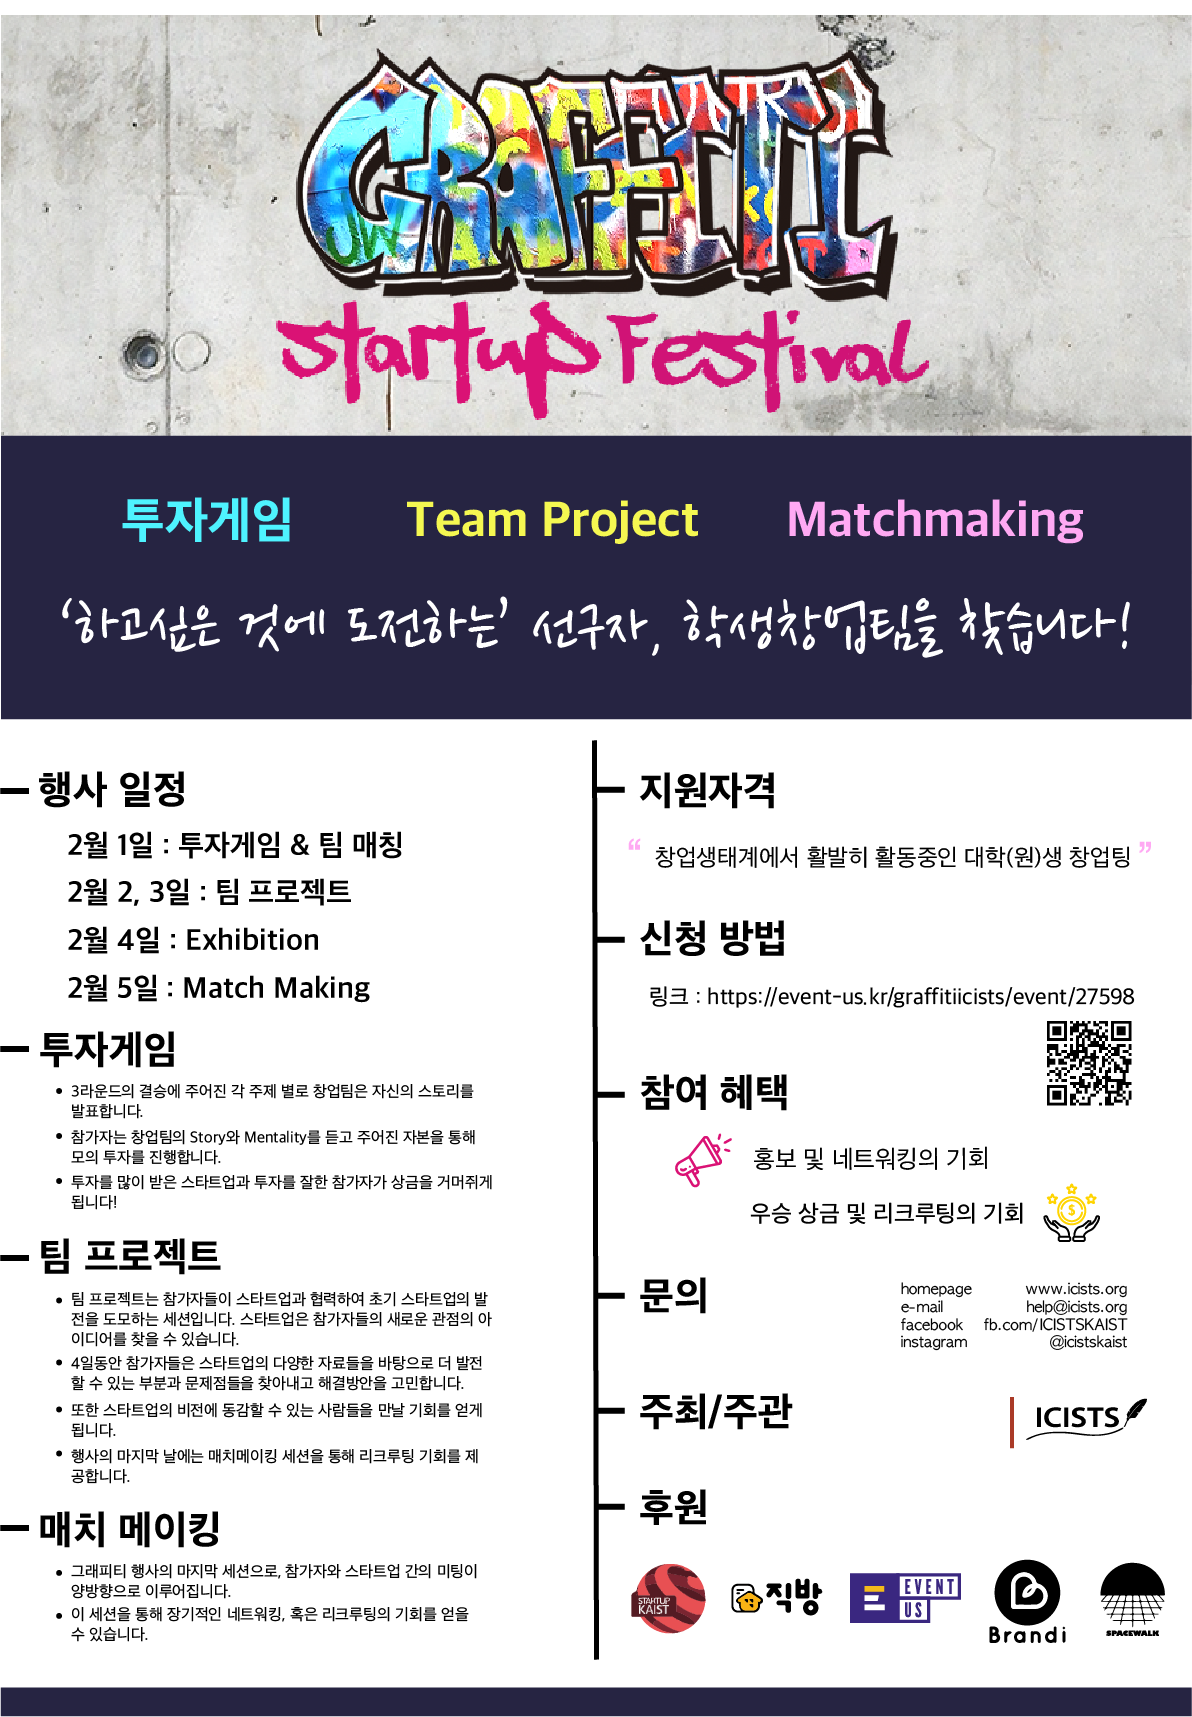 GRAFFITI
Startup Festival
투자게임
Team Project
Matchmaking
‘하고싶은 것에 도전하는’ 선구자, 학생창업팀을 찾습니다!
행사 일정
2월 1일 : 투자게임 & 팀 매칭
2월 2, 3일 : 팀 프로젝트
2월 4일 : Exhibition
2월 5일 : Match Making
투자게임
• 3라운드의 결승에 주어진 각 주제 별로 창업팀은 자신의 스토리를
발표합니다.
• 참가자는 창업팀의 Story와 Mentality를 듣고 주어진 자본을 통해
모의 투자를 진행합니다.
• 투자를 많이 받은 스타트업과 투자를 잘한 참가자가 상금을 거머쥐게
됩니다!
팀 프로젝트
• 팀 프로젝트는 참가자들이 스타트업과 협력하여 초기 스타트업의 발
전을 도모하는 세션입니다. 스타트업은 참가자들의 새로운 관점의 아
이디어를 찾을 수 있습니다.
• 4일동안 참가자들은 스타트업의 다양한 자료들을 바탕으로 더 발전
할 수 있는 부분과 문제점들을 찾아내고 해결방안을 고민합니다.
• 또한 스타트업의 비전에 동감할 수 있는 사람들을 만날 기회를 얻게
됩니다.
• 행사의 마지막 날에는 매치메이킹 세션을 통해 리크루팅 기회를 제
공합니다.
매치 메이킹
• 그래피티 행사의 마지막 세션으로, 참가자와 스타트업 간의 미팅이
양방향으로 이루어집니다.
• 이 세션을 통해 장기적인 네트워킹, 혹은 리크루팅의 기회를 얻을
수 있습니다.
지원자격
“ 창업생태계에서 활발히 활동중인 대학(원)생 창업팅 ”
신청 방법
링크 : https://event-us.kr/graffitiicists/event/27598
참여 혜택
홍보 및 네트워킹의 기회
우승 상금 및 리크루팅의 기회
$
문의
homepage www.icists.org
e-mail help@icists.org
facebook fb.com/ICISTSKAIST
instagram @icistskaist
주최/주관
ICISTS
후원
STARTUP
KAIST
직방
E EVENT
US
Brandi
SPACEWALK